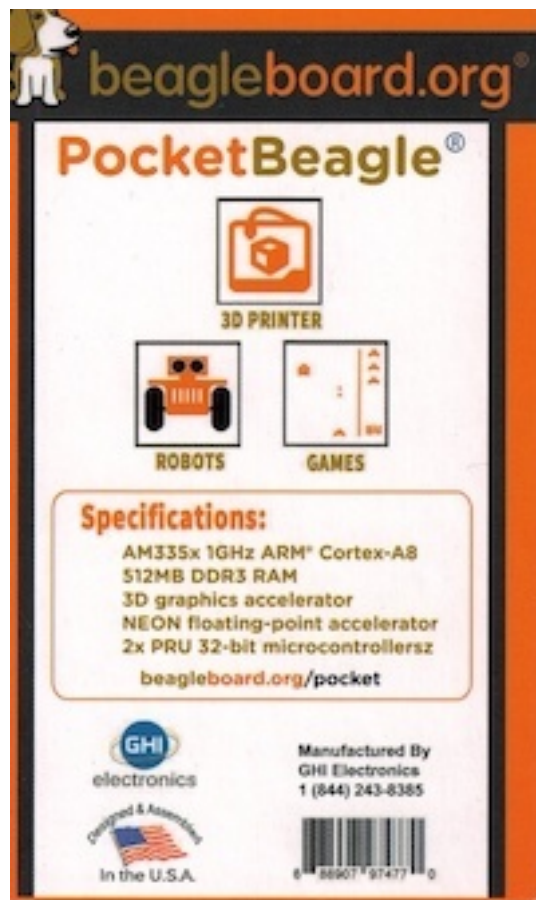 beagleboard.org®
PocketBeagle®
3D PRINTER
ROBOTS
GAMES
Specifications:
AM335x 1GHz ARM® Cortex-A8
512MB DDR3 RAM
3D graphics accelerator
NEON floating-point accelerator
2x PRU 32-bit microcontrollersz
beagleboard.org/pocket
GHI
electronics
Manufactured By
GHI Electronics
1 (844) 243-8385
Designed & Assembled
In the U.S.A.
86907 97477 0